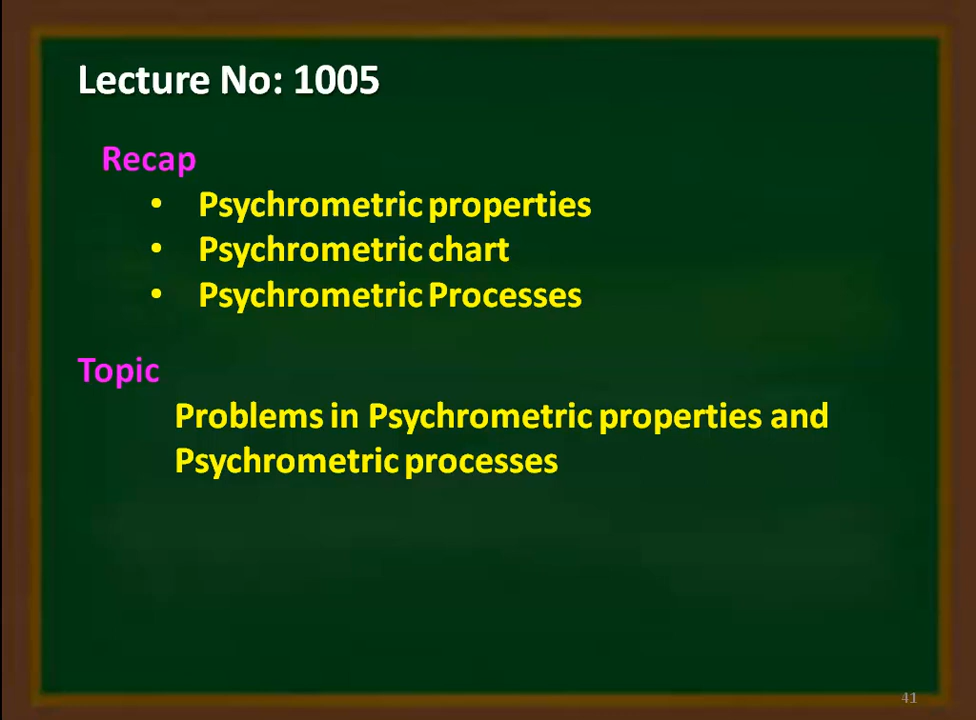 Lecture No: 1005
Recap
• Psychrometric properties
• Psychrometric chart
• Psychrometric Processes
Topic
Problems in Psychrometric properties and
Psychrometric processes
41